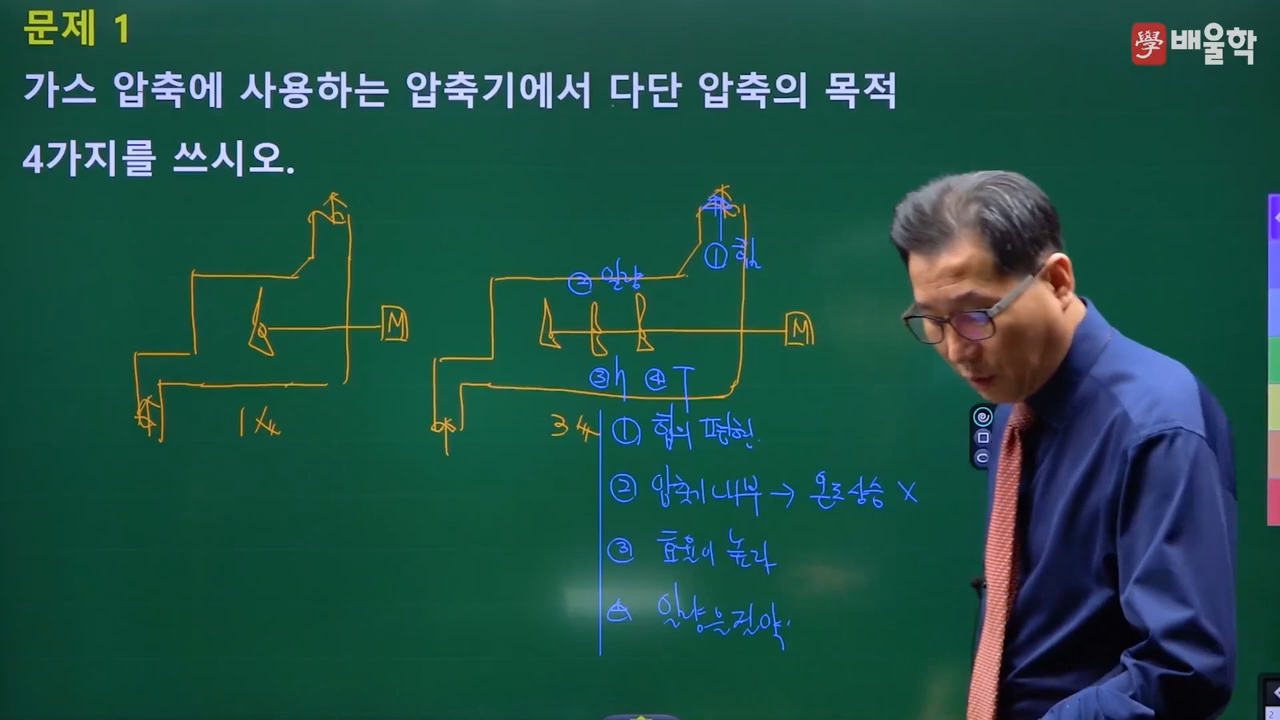 문제 1
學 배울학
가스 압축에 사용하는 압축기에서 다단 압축의 목적
4가지를 쓰시오.
① 힘
② 일량
M
M
③ h ④ T
1
3
① 힘의 평형
② 압축기 내부 → 온도상승 X
③ 효율이 높다
④ 일량을 절약.